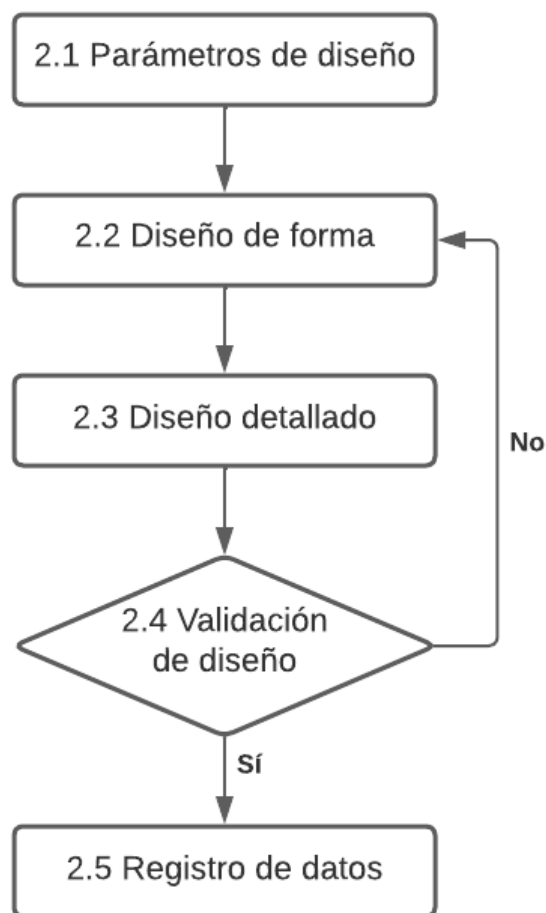 2.1 Parámetros de diseño
2.2 Diseño de forma
2.3 Diseño detallado
No
2.4 Validación
de diseño
Sí
2.5 Registro de datos